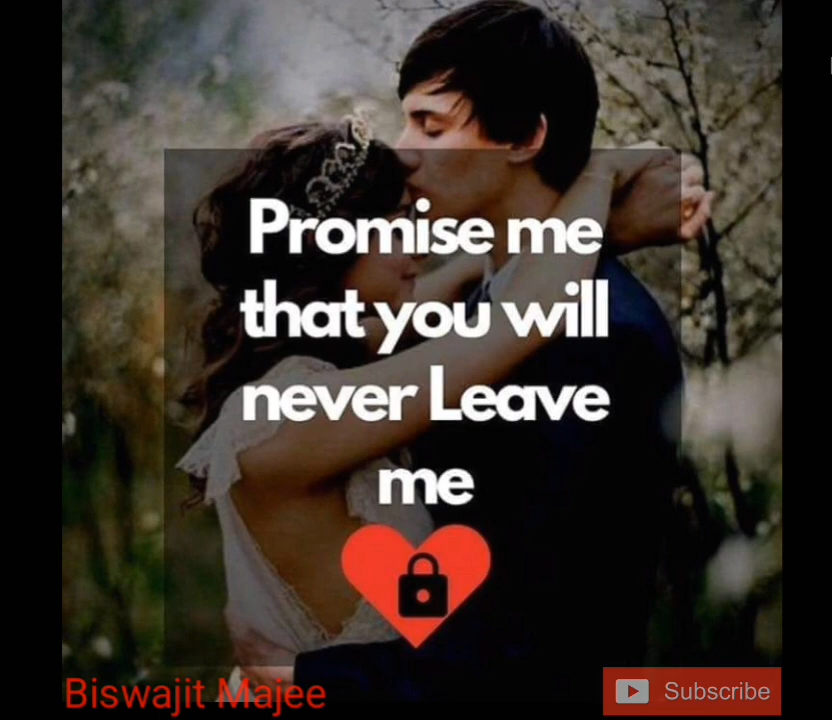 Promise me
that you will
never Leave
me
Biswajit Majee
Subscribe